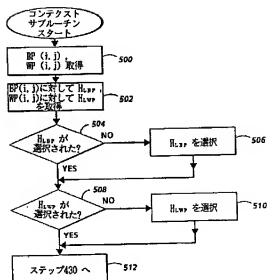 コンテクスト
サブルーチン
スタート
BP(i,j),
WP(i,j) 取得
500
BP(i,j)に対して HLBP,
WP(i,j)に対して HLWP
を取得
502
504
HLBP が
選択された?
NO
HLBP を選択
506
YES
508
HLWP が
選択された?
NO
HLWP を選択
510
YES
ステップ430 へ
512